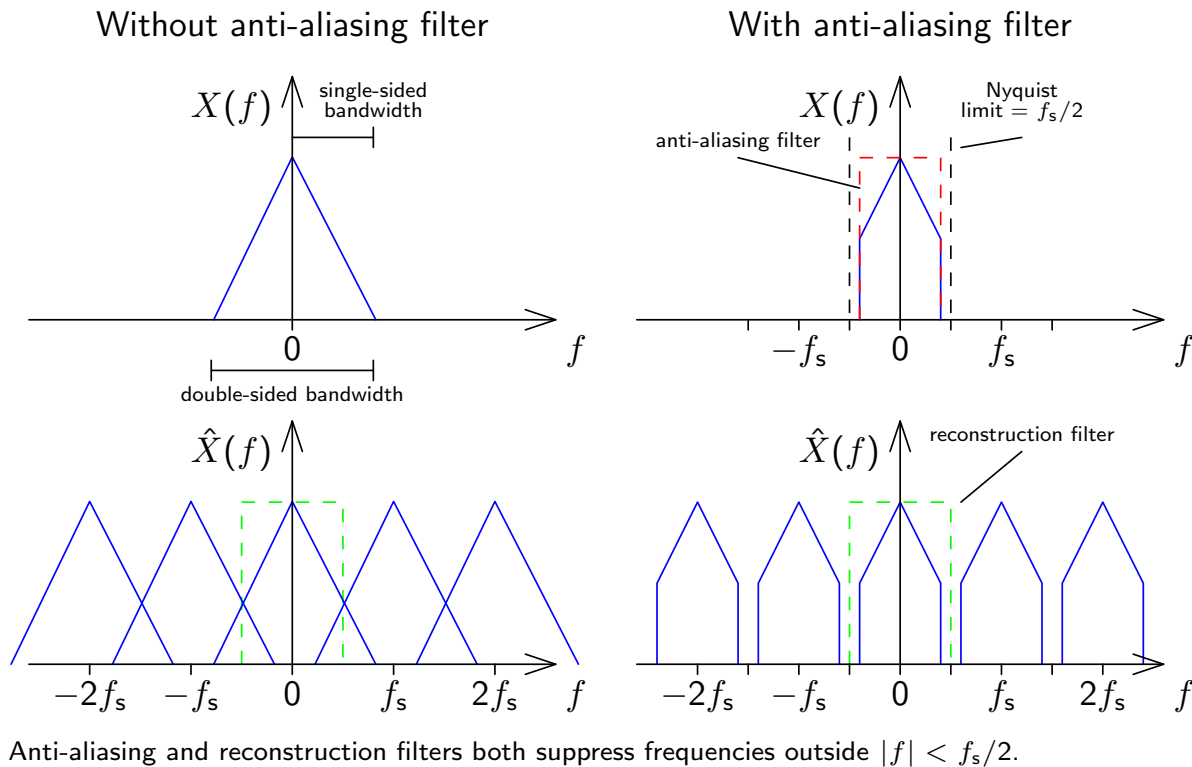 Without anti-aliasing filter
With anti-aliasing filter
X(f)
single-sided
bandwidth
0
f
double-sided bandwidth
X(f)
Nyquist
limit = fₛ/2
anti-aliasing filter
−fₛ
0
fₛ
f
X̂(f)
−2fₛ
−fₛ
0
fₛ
2fₛ
f
X̂(f)
reconstruction filter
−2fₛ
−fₛ
0
fₛ
2fₛ
f
Anti-aliasing and reconstruction filters both suppress frequencies outside |f| < fₛ/2.